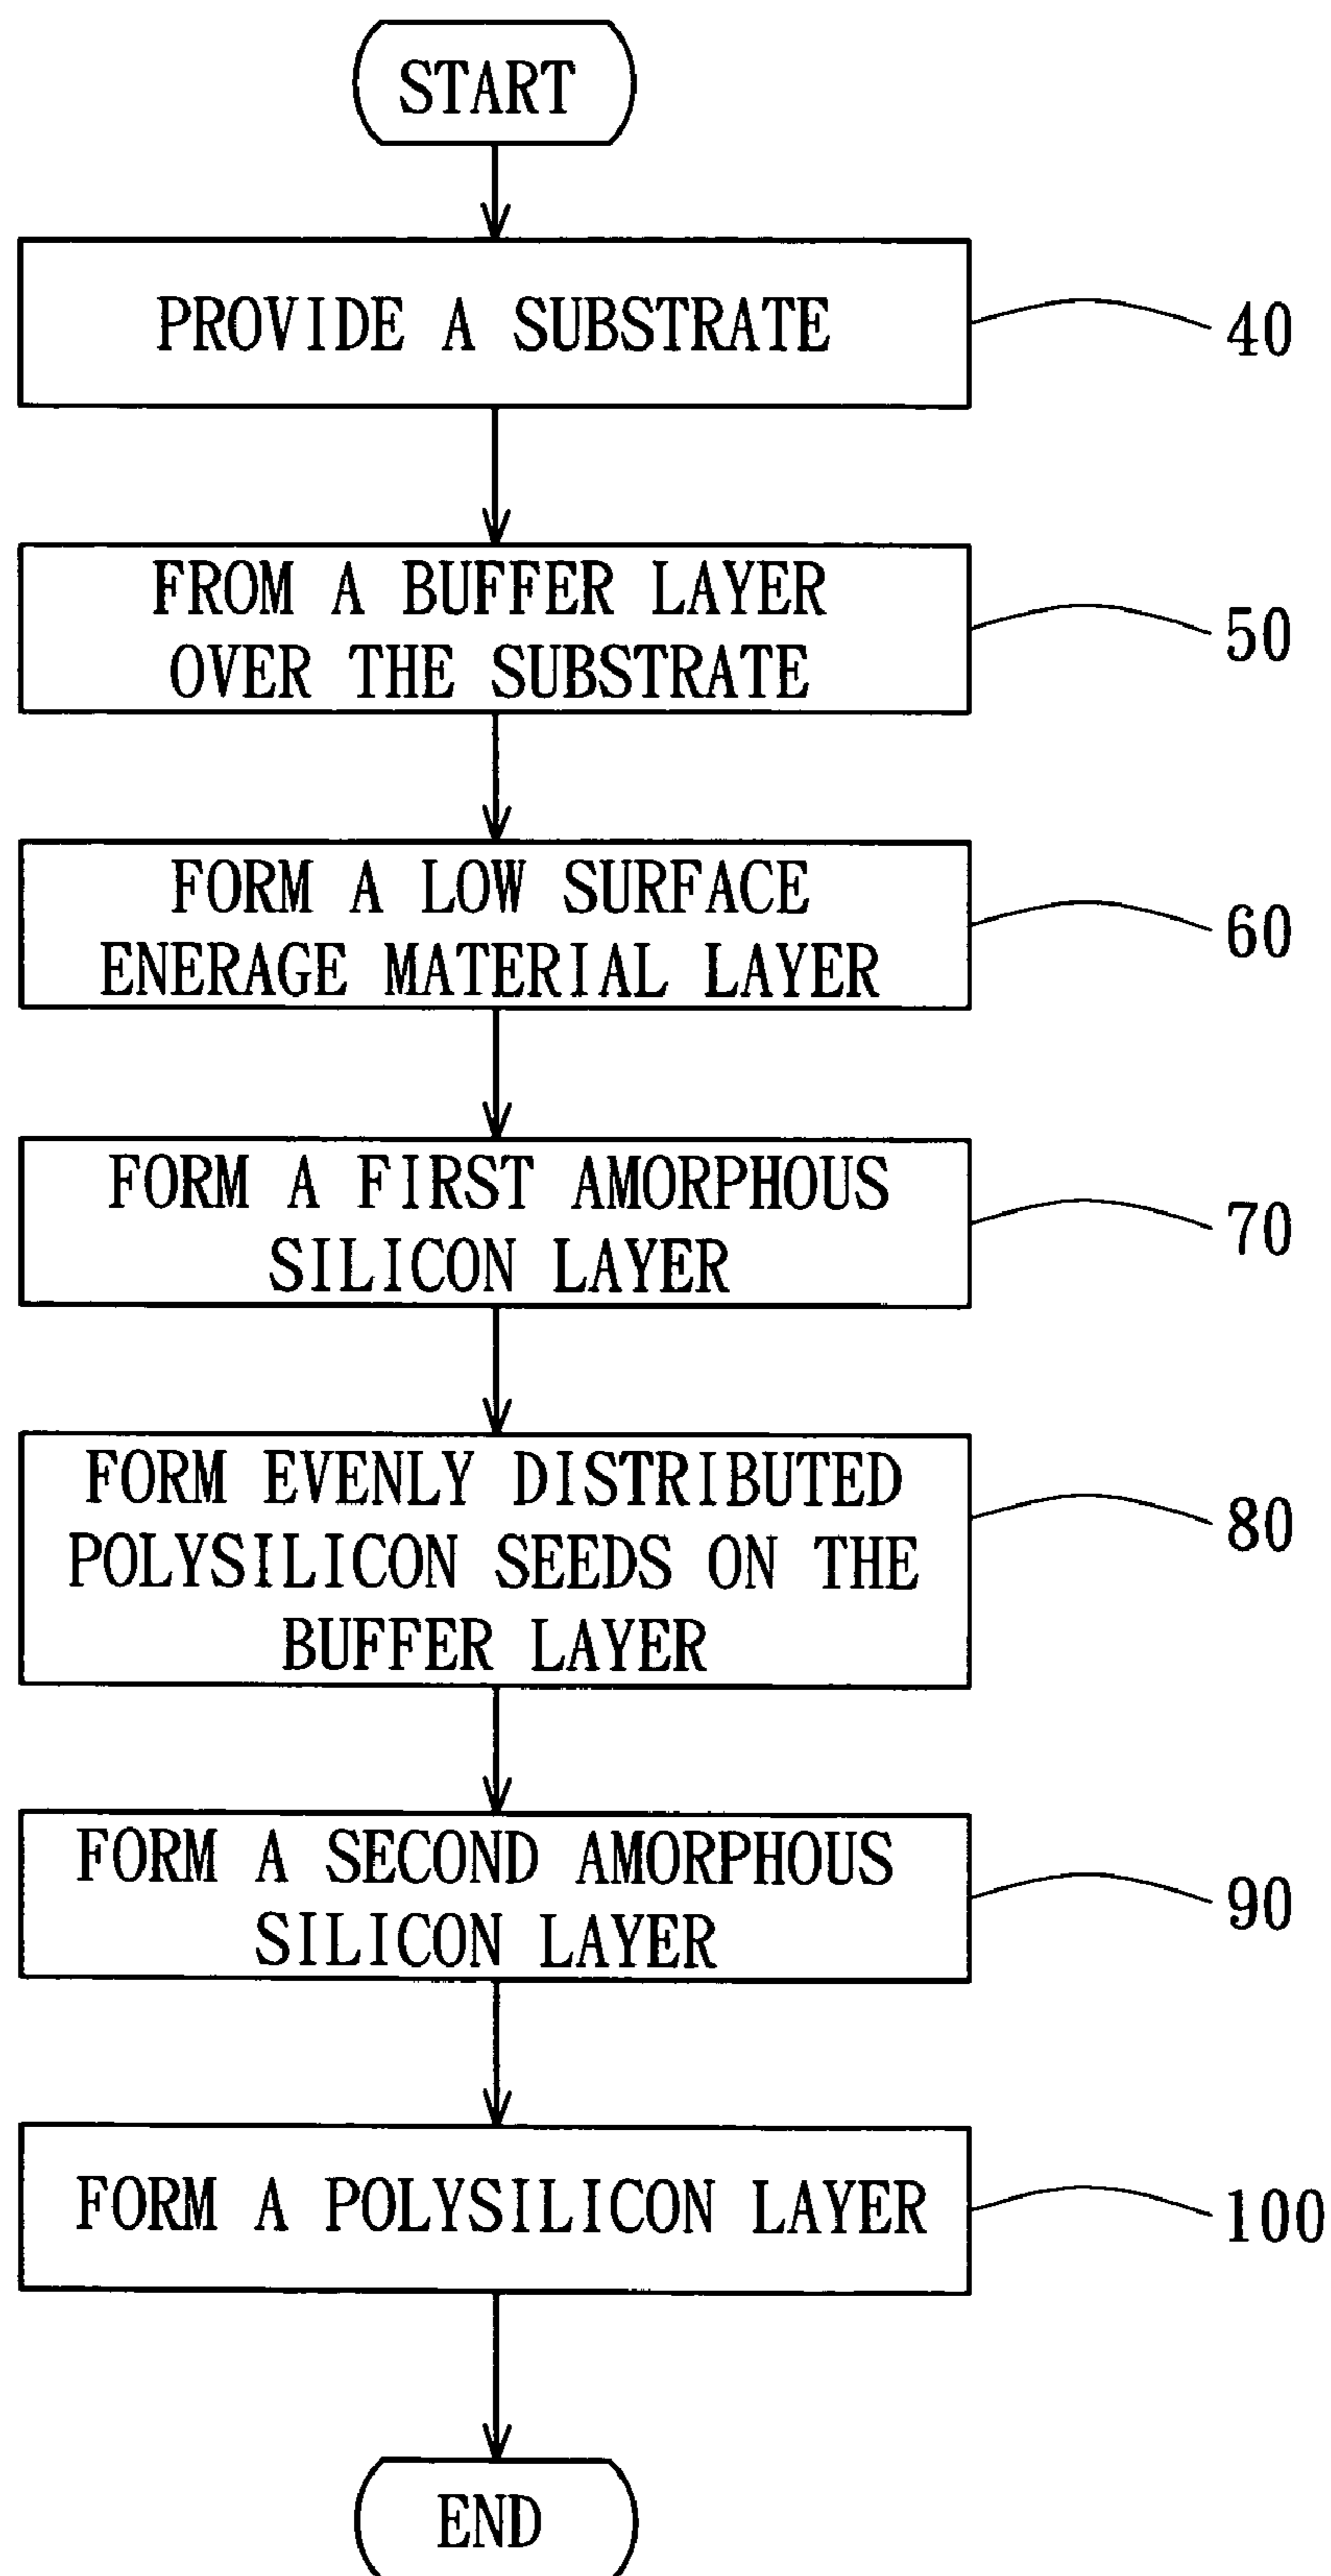 START
PROVIDE A SUBSTRATE
40
FROM A BUFFER LAYER
OVER THE SUBSTRATE
50
FORM A LOW SURFACE
ENERAGE MATERIAL LAYER
60
FORM A FIRST AMORPHOUS
SILICON LAYER
70
FORM EVENLY DISTRIBUTED
POLYSILICON SEEDS ON THE
BUFFER LAYER
80
FORM A SECOND AMORPHOUS
SILICON LAYER
90
FORM A POLYSILICON LAYER
100
END